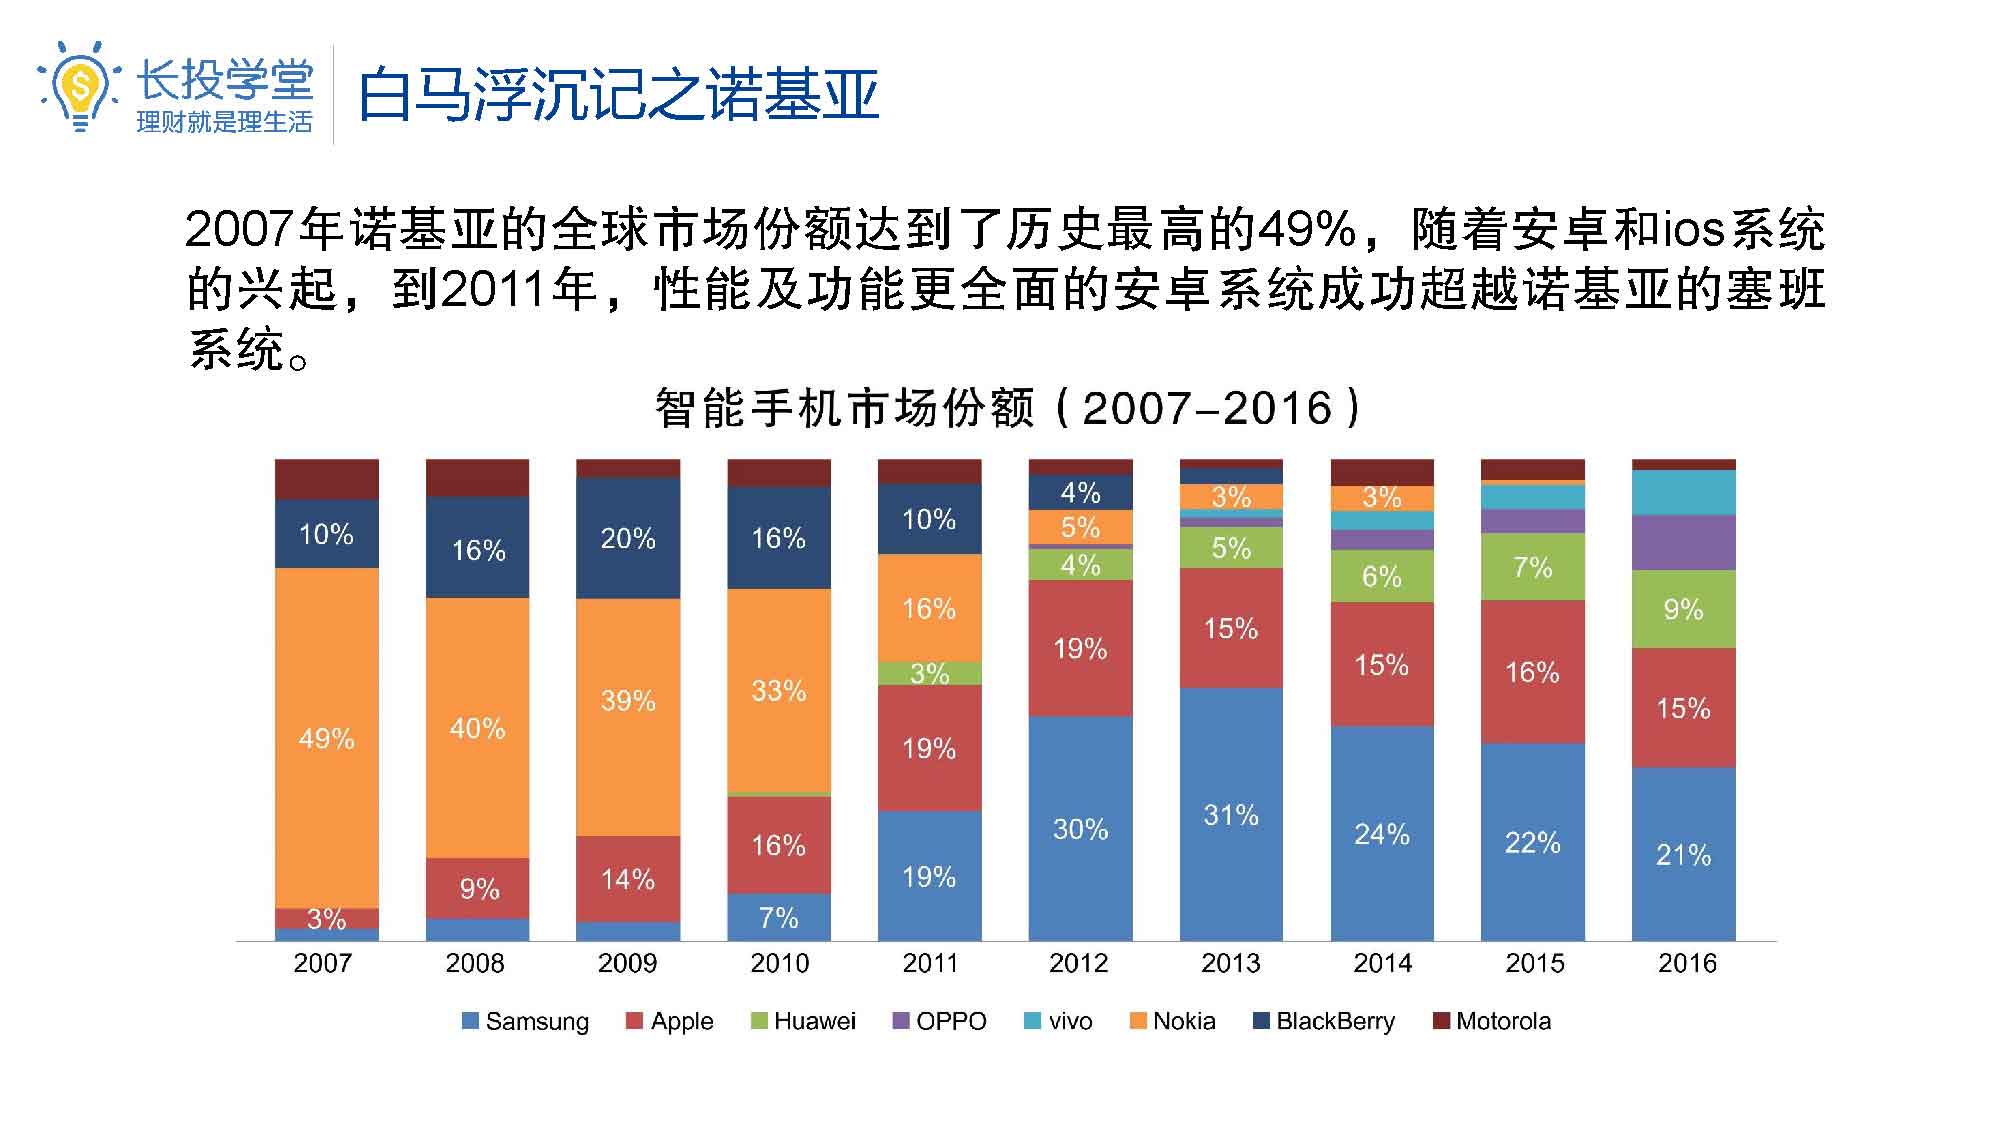 长投学堂
理财就是理生活
白马浮沉记之诺基亚
2007年诺基亚的全球市场份额达到了历史最高的49%，随着安卓和ios系统
的兴起，到2011年，性能及功能更全面的安卓系统成功超越诺基亚的塞班
系统。
智能手机市场份额（2007–2016）
10% 16% 20% 16% 10% 4% 3% 3%
5%
4% 5% 6% 7% 9%
49% 40% 39% 33% 16%
3%
3% 9% 14% 16% 19% 19% 15% 15% 16% 15%
7% 19% 30% 31% 24% 22% 21%
2007 2008 2009 2010 2011 2012 2013 2014 2015 2016
Samsung Apple Huawei OPPO vivo Nokia BlackBerry Motorola